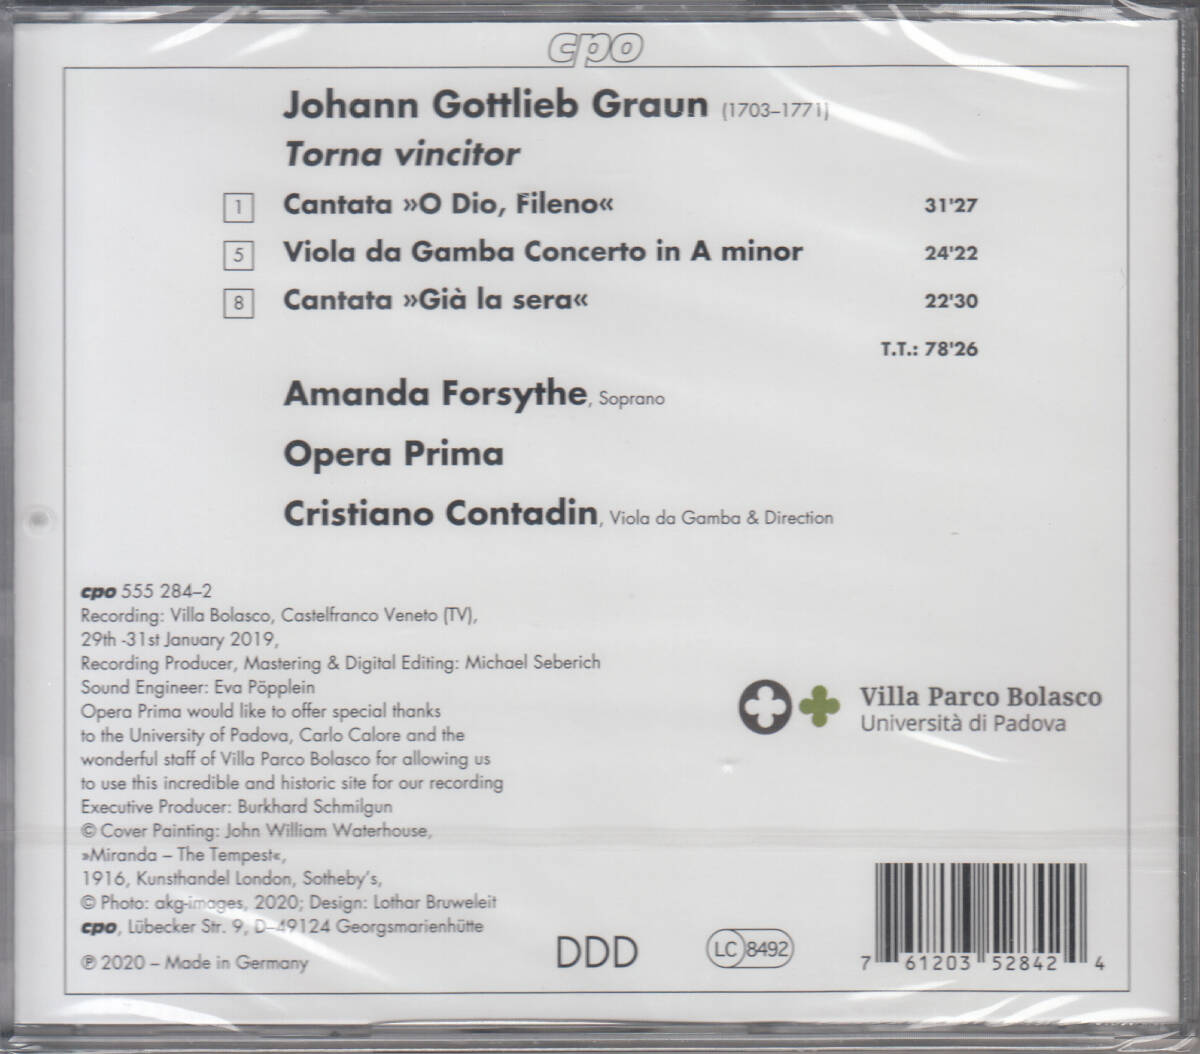 cpo
Johann Gottlieb Graun (1703–1771)
Torna vincitor
1 Cantata »O Dio, Fileno« 31'27
5 Viola da Gamba Concerto in A minor 24'22
8 Cantata »Già la sera« 22'30
T.T.: 78'26
Amanda Forsythe, Soprano
Opera Prima
Cristiano Contadin, Viola da Gamba & Direction
cpo 555 284–2
Recording: Villa Bolasco, Castelfranco Veneto (TV),
29th -31st January 2019,
Recording Producer, Mastering & Digital Editing: Michael Seberich
Sound Engineer: Eva Pöpplein
Opera Prima would like to offer special thanks
to the University of Padova, Carlo Calore and the
wonderful staff of Villa Parco Bolasco for allowing us
to use this incredible and historic site for our recording
Executive Producer: Burkhard Schmilgun
© Cover Painting: John William Waterhouse,
»Miranda – The Tempest«,
1916, Kunsthandel London, Sotheby's,
© Photo: akg-images, 2020; Design: Lothar Bruweleit
cpo, Lübecker Str. 9, D–49124 Georgsmarienhütte
℗ 2020 – Made in Germany
Villa Parco Bolasco
Università di Padova
DDD
LC 8492
7 61203 52842 4